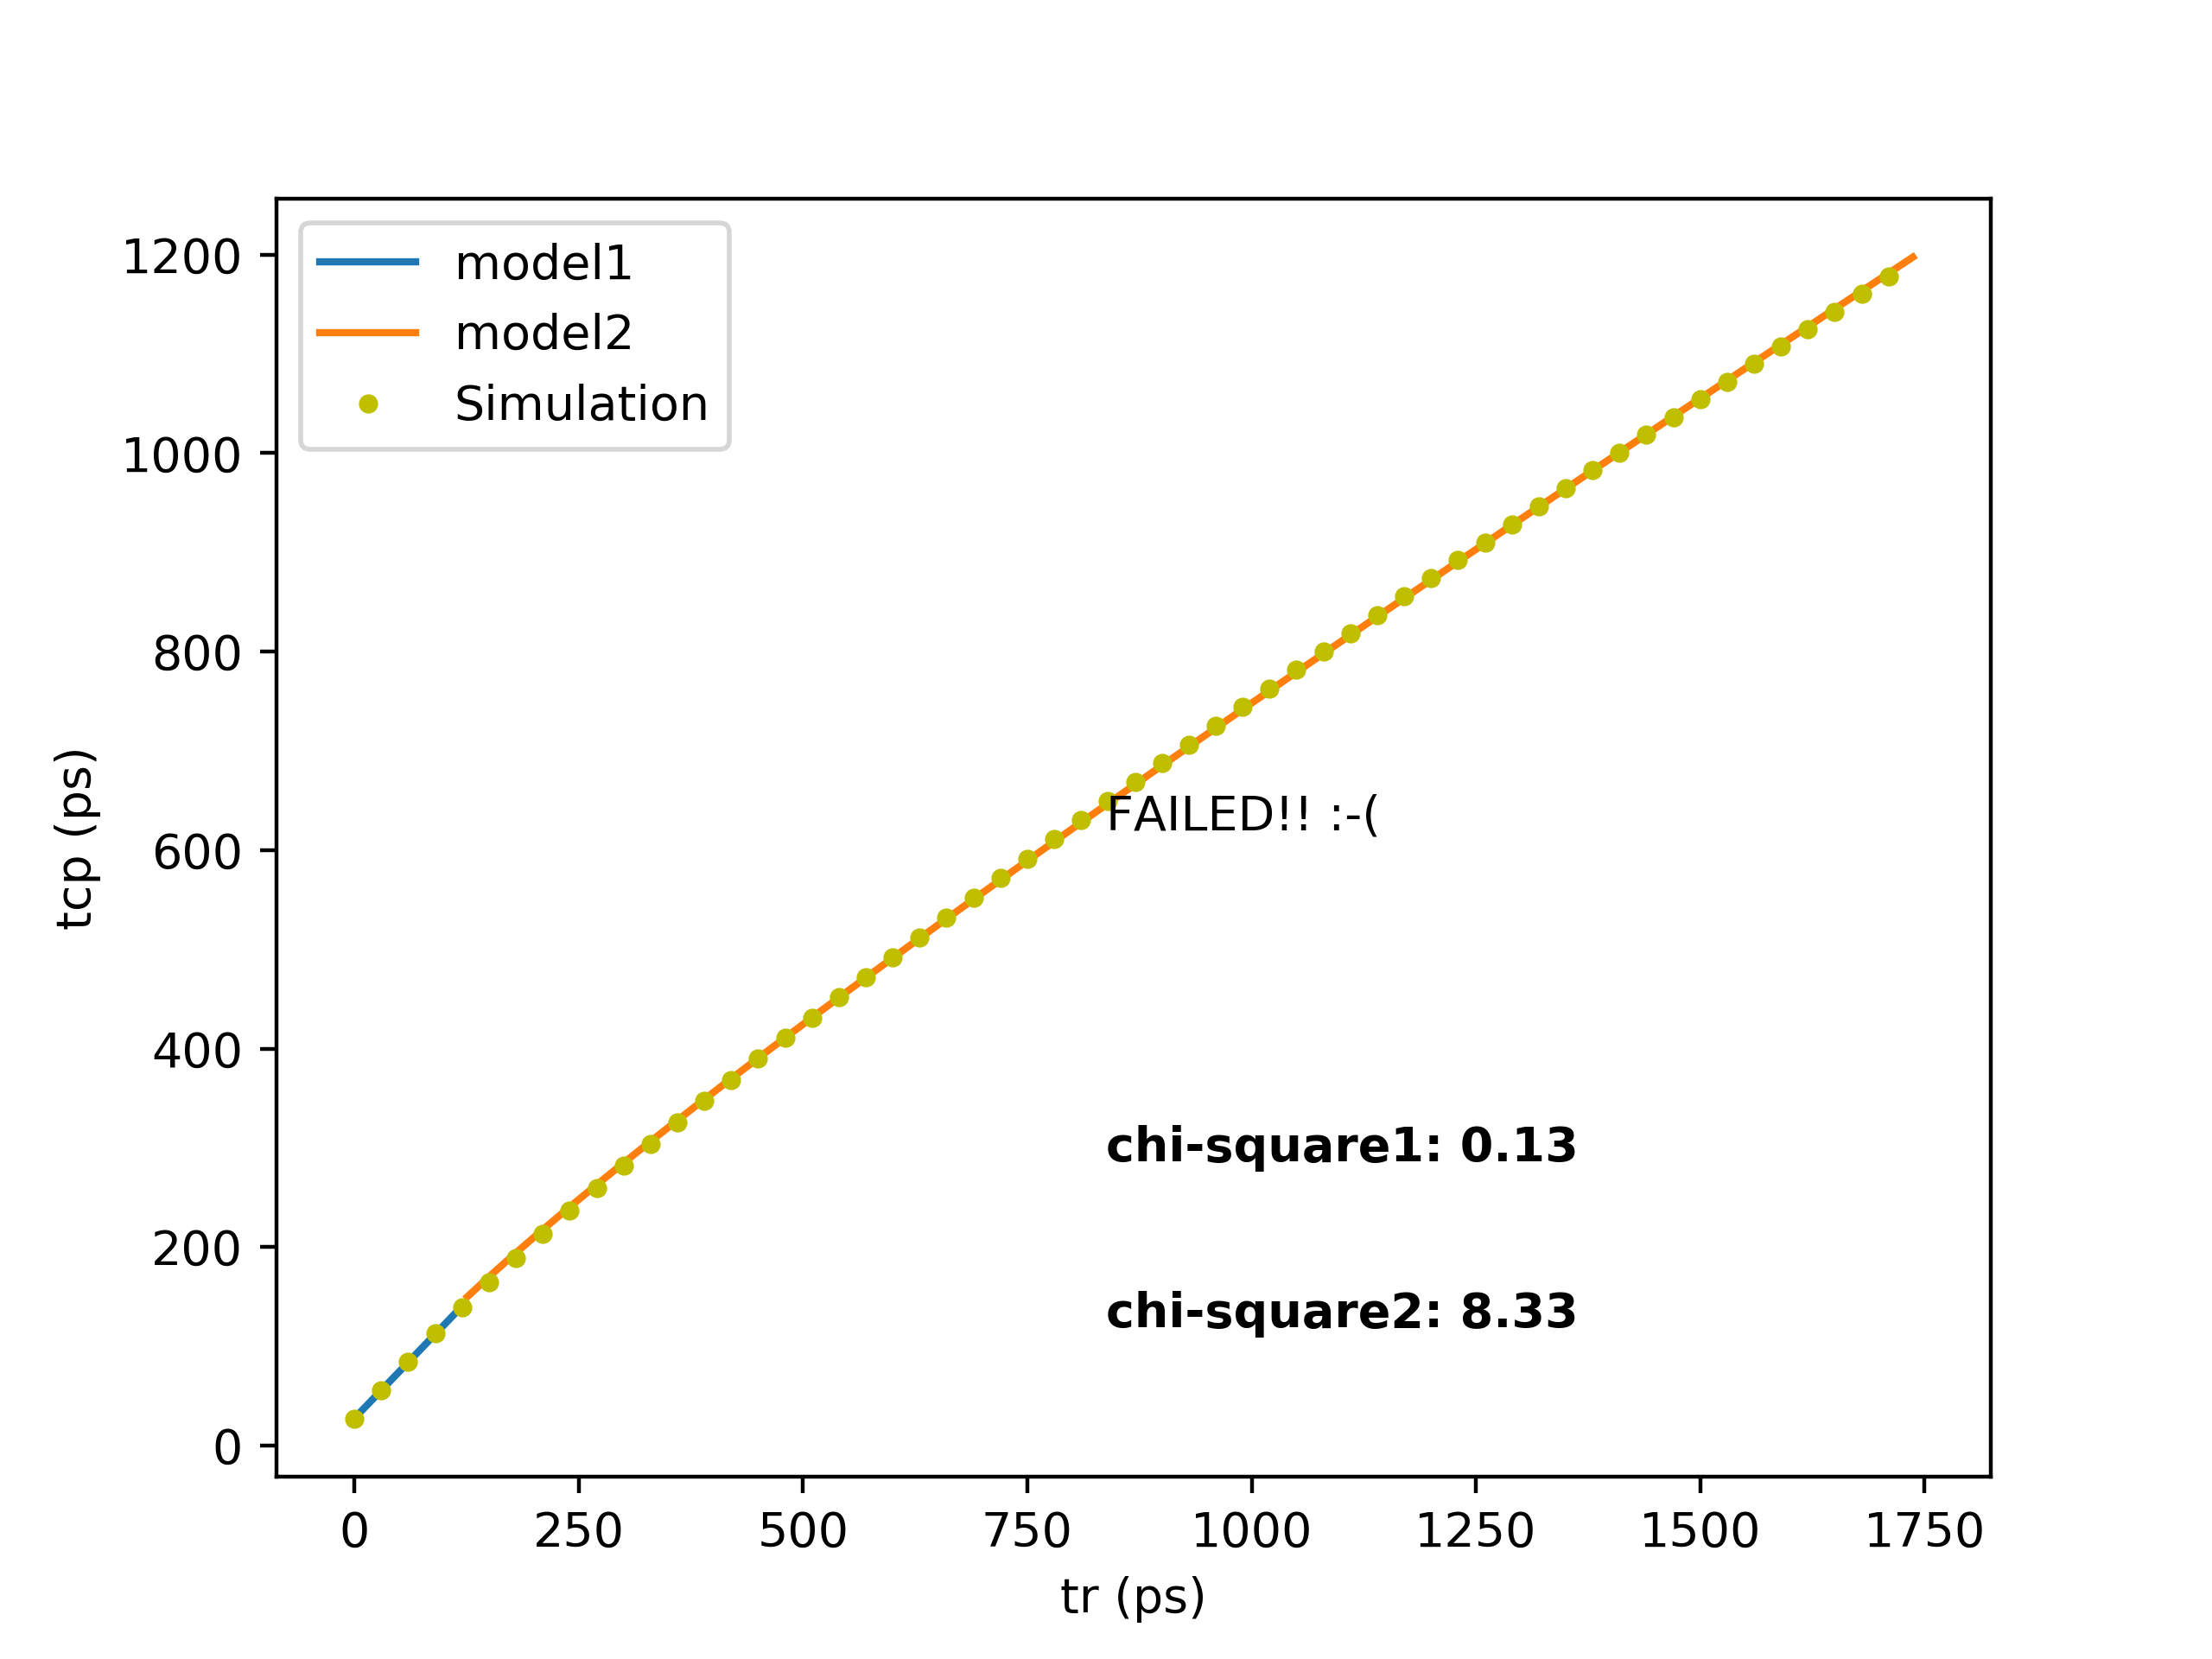 model1
model2
Simulation
1200
1000
800
600
400
200
0
tcp (ps)
FAILED!! :-(
chi-square1: 0.13
chi-square2: 8.33
0 250 500 750 1000 1250 1500 1750
tr (ps)